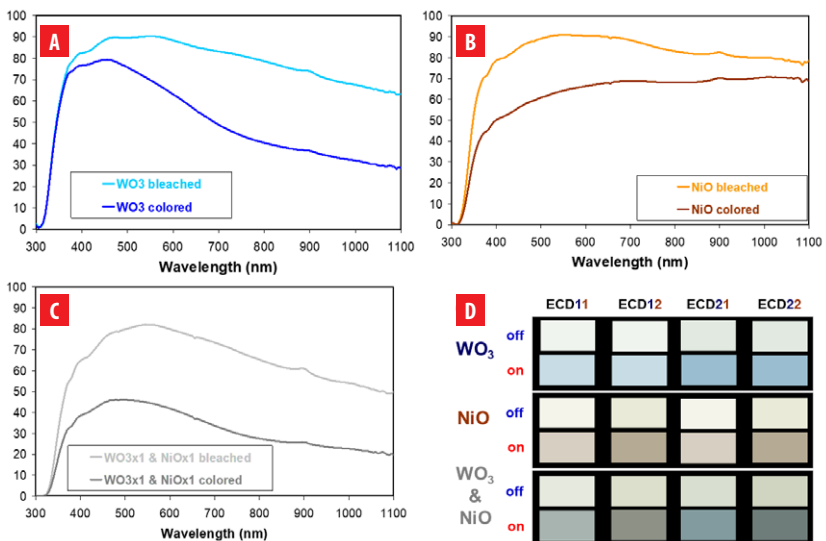 A
100
90
80
70
60
50
40
30
20
10
0
WO3 bleached
WO3 colored
300 400 500 600 700 800 900 1000 1100
Wavelength (nm)
B
100
90
80
70
60
50
40
30
20
10
0
NiO bleached
NiO colored
300 400 500 600 700 800 900 1000 1100
Wavelength (nm)
C
100
90
80
70
60
50
40
30
20
10
0
WO3x1 & NiOx1 bleached
WO3x1 & NiOx1 colored
300 400 500 600 700 800 900 1000 1100
Wavelength (nm)
D
ECD11 ECD12 ECD21 ECD22
WO3
off
on
NiO
off
on
WO3
&
NiO
off
on